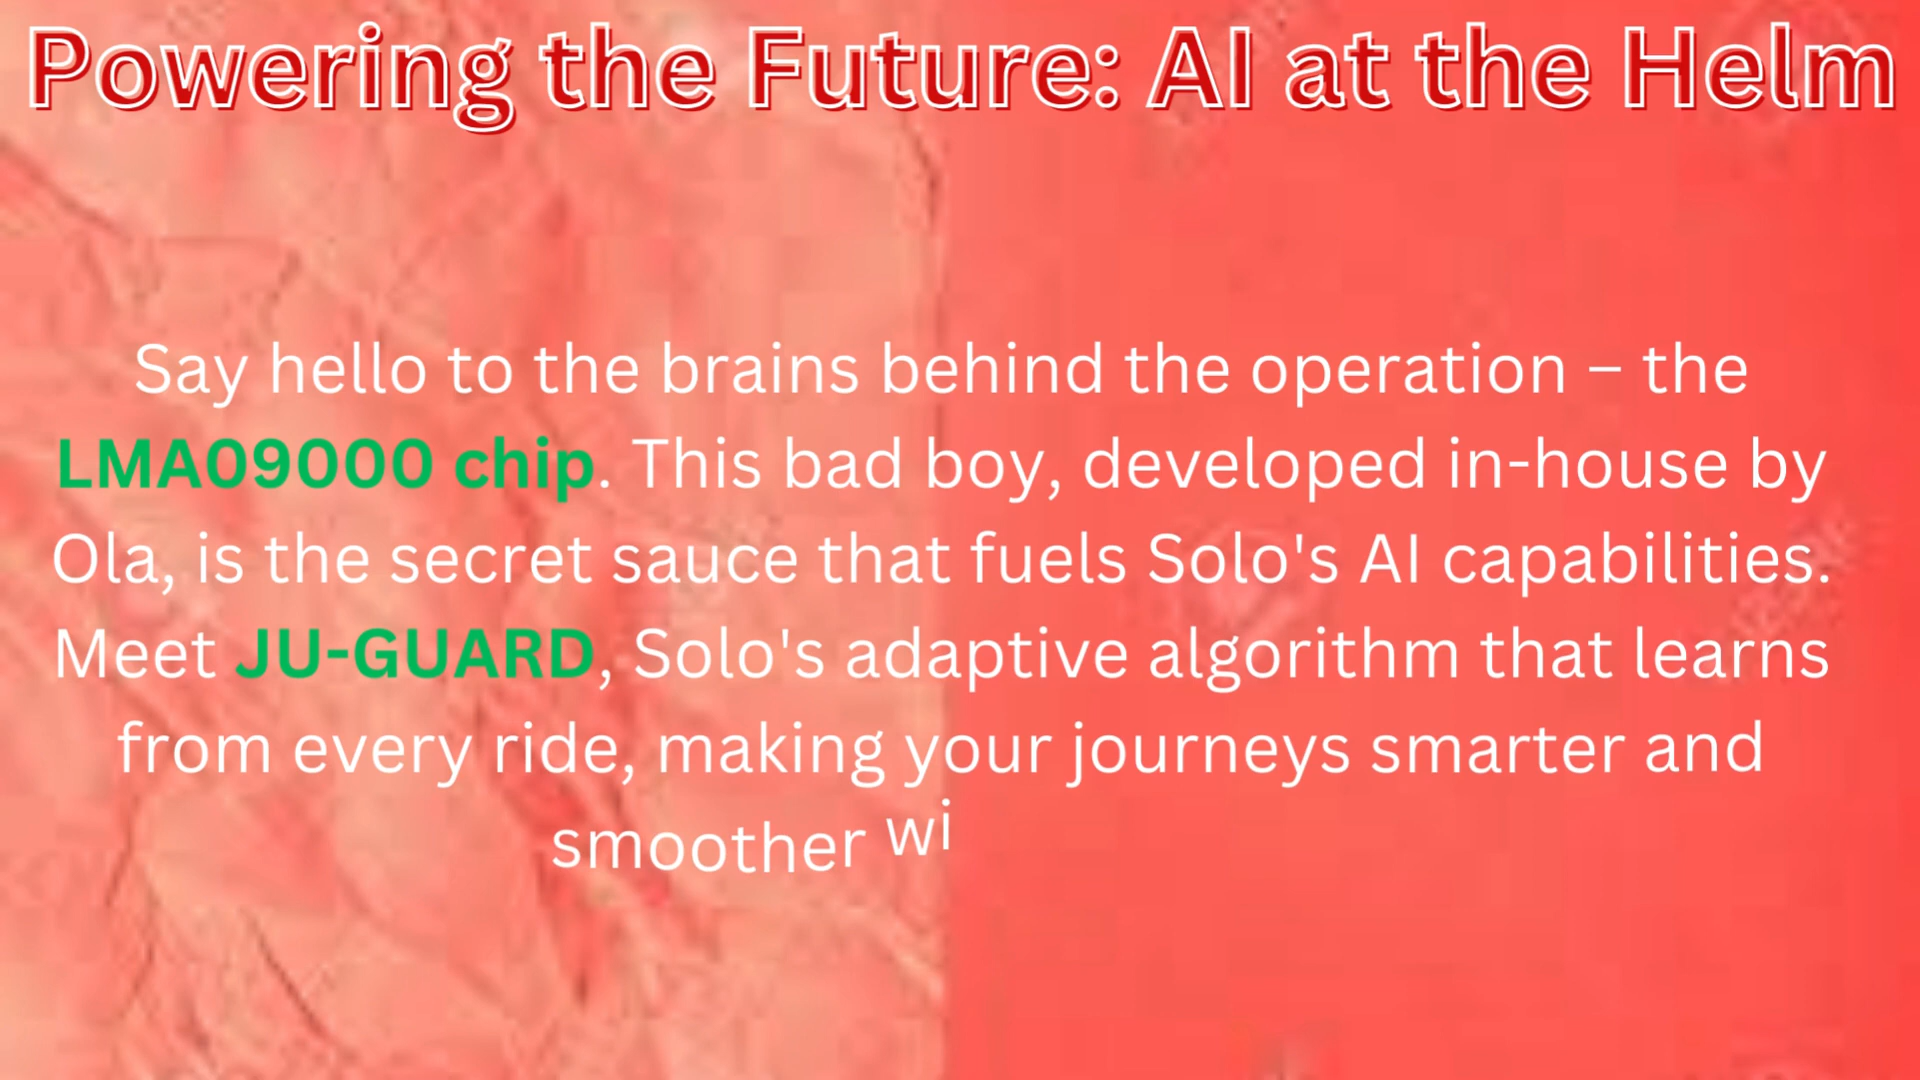 Powering the Future: AI at the Helm
Say hello to the brains behind the operation – the
LMA09000 chip. This bad boy, developed in-house by
Ola, is the secret sauce that fuels Solo's AI capabilities.
Meet JU-GUARD, Solo's adaptive algorithm that learns
from every ride, making your journeys smarter and
smoother wi